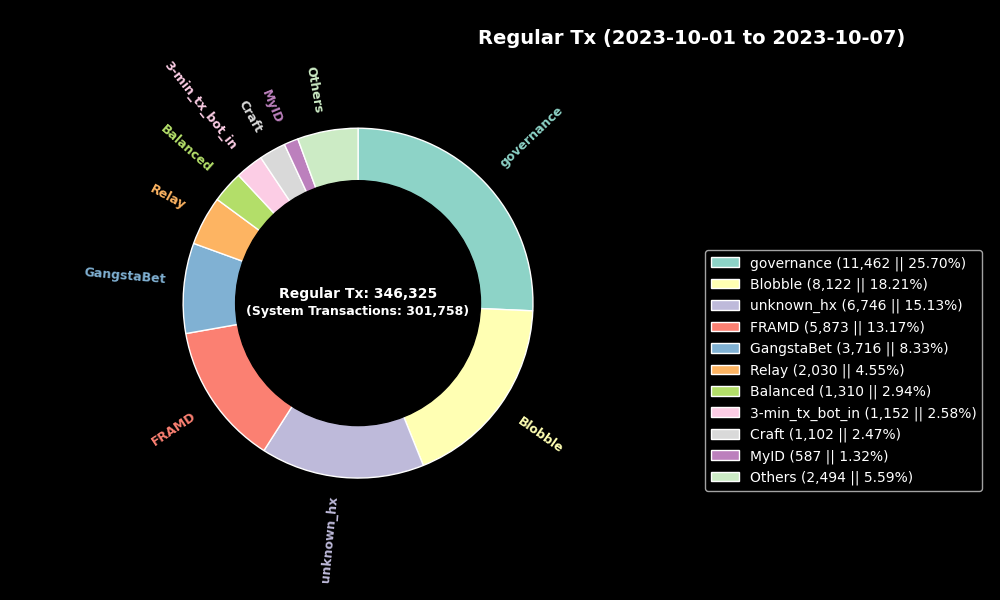 Regular Tx (2023-10-01 to 2023-10-07)
Others
MyID
Craft
3-min_tx_bot_in
Balanced
Relay
GangstaBet
FRAMD
unknown_hx
Blobble
governance
Regular Tx: 346,325
(System Transactions: 301,758)
governance (11,462 || 25.70%)
Blobble (8,122 || 18.21%)
unknown_hx (6,746 || 15.13%)
FRAMD (5,873 || 13.17%)
GangstaBet (3,716 || 8.33%)
Relay (2,030 || 4.55%)
Balanced (1,310 || 2.94%)
3-min_tx_bot_in (1,152 || 2.58%)
Craft (1,102 || 2.47%)
MyID (587 || 1.32%)
Others (2,494 || 5.59%)